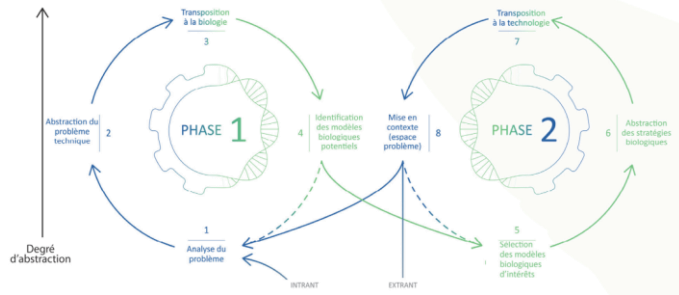 Transposition
à la biologie
3
Transposition
à la technologie
7
Abstraction du
problème
technique
2
PHASE 1
4
Identification
des modèles
biologiques
potentiels
Mise en
contexte
(espace
problème)
8
PHASE 2
6
Abstraction
des stratégies
biologiques
1
Analyse du
problème
5
Sélection
des modèles
biologiques
d'intérêts
Degré
d'abstraction
INTRANT
EXTRANT